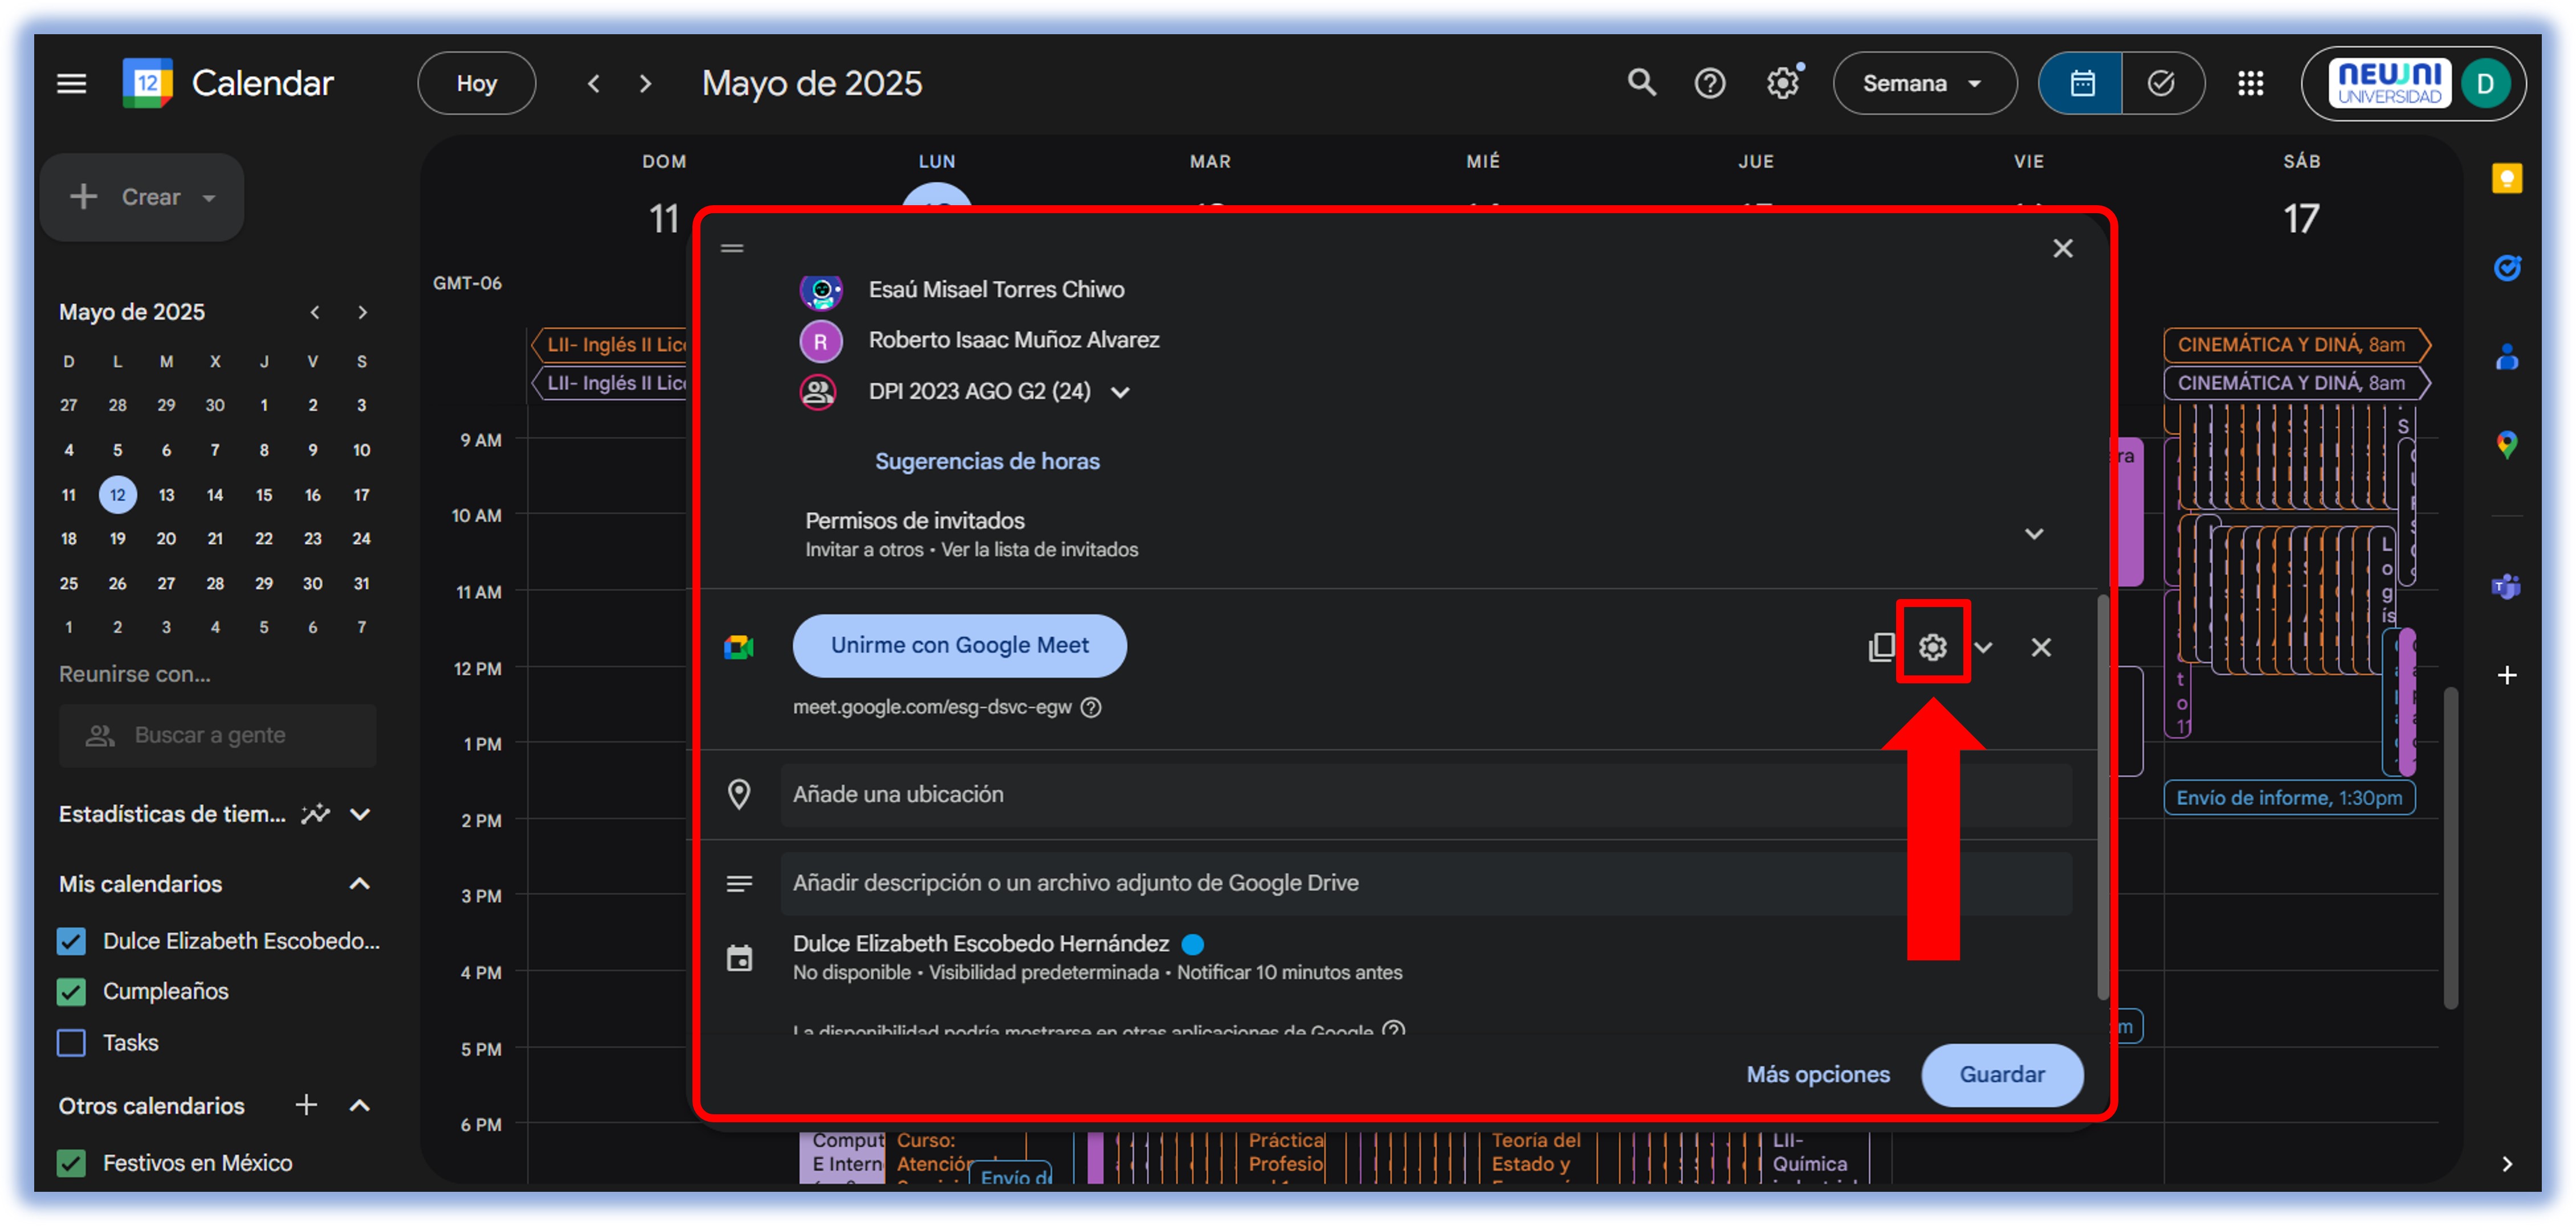 12 Calendar Hoy Mayo de 2025 Semana NEUUNI UNIVERSIDAD D
Crear
Mayo de 2025
D L M X J V S
27 28 29 30 1 2 3
4 5 6 7 8 9 10
11 12 13 14 15 16 17
18 19 20 21 22 23 24
25 26 27 28 29 30 31
1 2 3 4 5 6 7
Reunirse con...
Buscar a gente
Estadísticas de tiem...
Mis calendarios
Dulce Elizabeth Escobedo...
Cumpleaños
Tasks
Otros calendarios
Festivos en México
DOM LUN MAR MIÉ JUE VIE SÁB
11 17
GMT-06
LII- Inglés II Lic
LII- Inglés II Lic
CINEMÁTICA Y DINÁ, 8am
CINEMÁTICA Y DINÁ, 8am
9 AM
10 AM
11 AM
12 PM
1 PM
2 PM
3 PM
4 PM
5 PM
6 PM
Esaú Misael Torres Chiwo
R Roberto Isaac Muñoz Alvarez
DPI 2023 AGO G2 (24)
Sugerencias de horas
Permisos de invitados
Invitar a otros • Ver la lista de invitados
Unirme con Google Meet
meet.google.com/esg-dsvc-egw
Añade una ubicación
Añadir descripción o un archivo adjunto de Google Drive
Dulce Elizabeth Escobedo Hernández
No disponible • Visibilidad predeterminada • Notificar 10 minutos antes
La disponibilidad podría mostrarse en otras aplicaciones de Google
Más opciones Guardar
Envío de informe, 1:30pm
Comput
E Intern
Curso:
Atención
Envío de
Práctica
Profesio
Teoría del
Estado y
LII-
Química